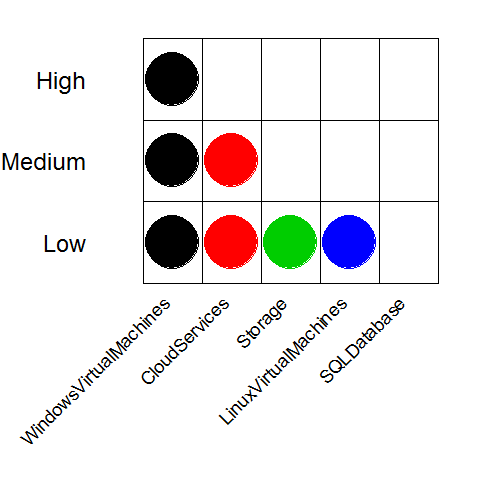 High
Medium
Low
WindowsVirtualMachines
CloudServices
Storage
LinuxVirtualMachines
SQLDatabase